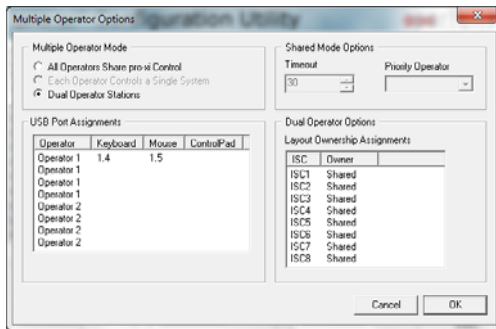 figuration Utility
Multiple Operator Options
Multiple Operator Mode
All Operators Share pro-xi Control
Each Operator Controls a Single System
Dual Operator Stations
Shared Mode Options
Timeout Priority Operator
30
USB Port Assignments
Operator Keyboard Mouse ControlPad
Operator 1 1.4 1.5
Operator 1
Operator 1
Operator 1
Operator 2
Operator 2
Operator 2
Operator 2
Dual Operator Options
Layout Ownership Assignments
ISC Owner
ISC1 Shared
ISC2 Shared
ISC3 Shared
ISC4 Shared
ISC5 Shared
ISC6 Shared
ISC7 Shared
ISC8 Shared
Cancel OK